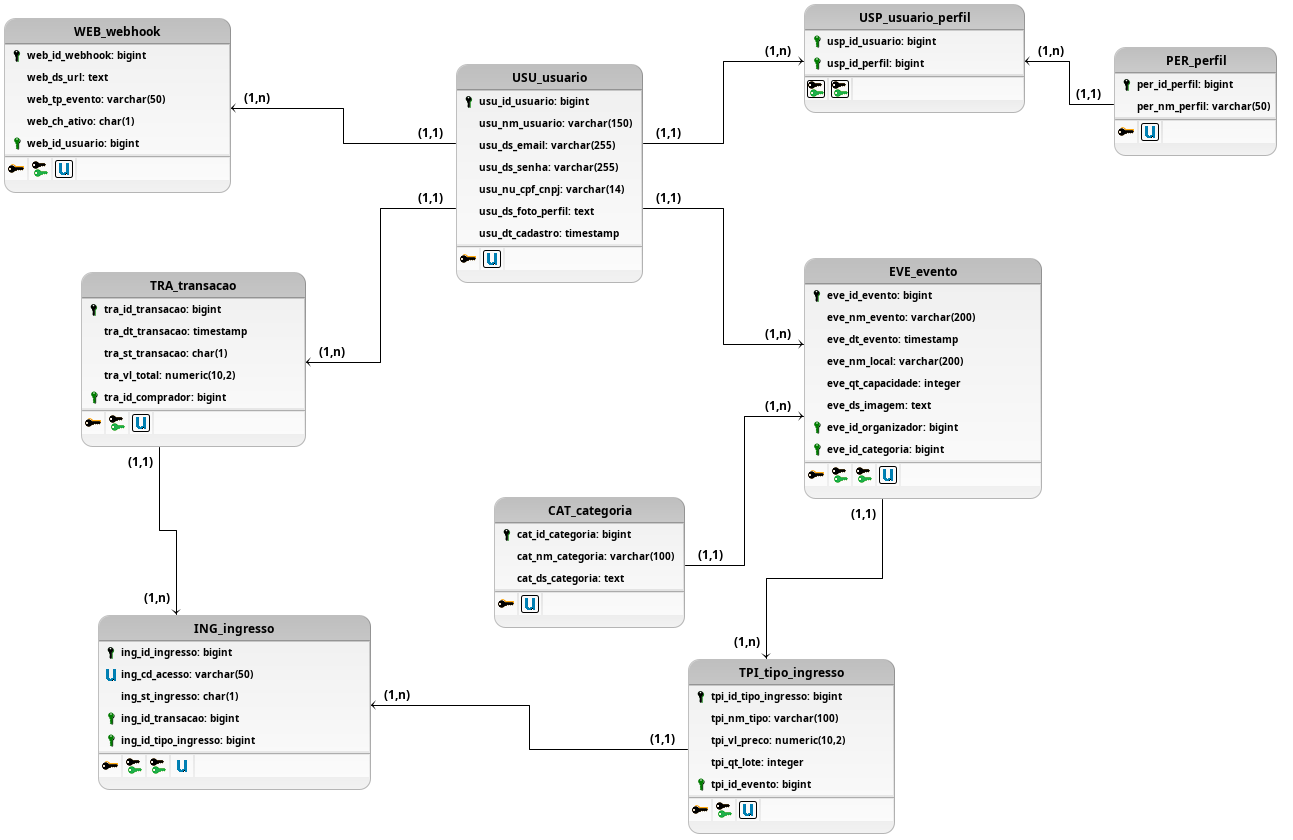 WEB_webhook
web_id_webhook: bigint
web_ds_url: text
web_tp_evento: varchar(50)
web_ch_ativo: char(1)
web_id_usuario: bigint
(1,n)
(1,1)
USU_usuario
usu_id_usuario: bigint
usu_nm_usuario: varchar(150)
usu_ds_email: varchar(255)
usu_ds_senha: varchar(255)
usu_nu_cpf_cnpj: varchar(14)
usu_ds_foto_perfil: text
usu_dt_cadastro: timestamp
(1,1)
(1,n)
USP_usuario_perfil
usp_id_usuario: bigint
usp_id_perfil: bigint
(1,n)
(1,1)
PER_perfil
per_id_perfil: bigint
per_nm_perfil: varchar(50)
(1,1)
(1,n)
TRA_transacao
tra_id_transacao: bigint
tra_dt_transacao: timestamp
tra_st_transacao: char(1)
tra_vl_total: numeric(10,2)
tra_id_comprador: bigint
(1,1)
(1,n)
EVE_evento
eve_id_evento: bigint
eve_nm_evento: varchar(200)
eve_dt_evento: timestamp
eve_nm_local: varchar(200)
eve_qt_capacidade: integer
eve_ds_imagem: text
eve_id_organizador: bigint
eve_id_categoria: bigint
(1,n)
(1,1)
CAT_categoria
cat_id_categoria: bigint
cat_nm_categoria: varchar(100)
cat_ds_categoria: text
(1,1)
(1,n)
(1,1)
(1,n)
ING_ingresso
ing_id_ingresso: bigint
U ing_cd_acesso: varchar(50)
ing_st_ingresso: char(1)
ing_id_transacao: bigint
ing_id_tipo_ingresso: bigint
U
(1,n)
(1,1)
TPI_tipo_ingresso
tpi_id_tipo_ingresso: bigint
tpi_nm_tipo: varchar(100)
tpi_vl_preco: numeric(10,2)
tpi_qt_lote: integer
tpi_id_evento: bigint
U